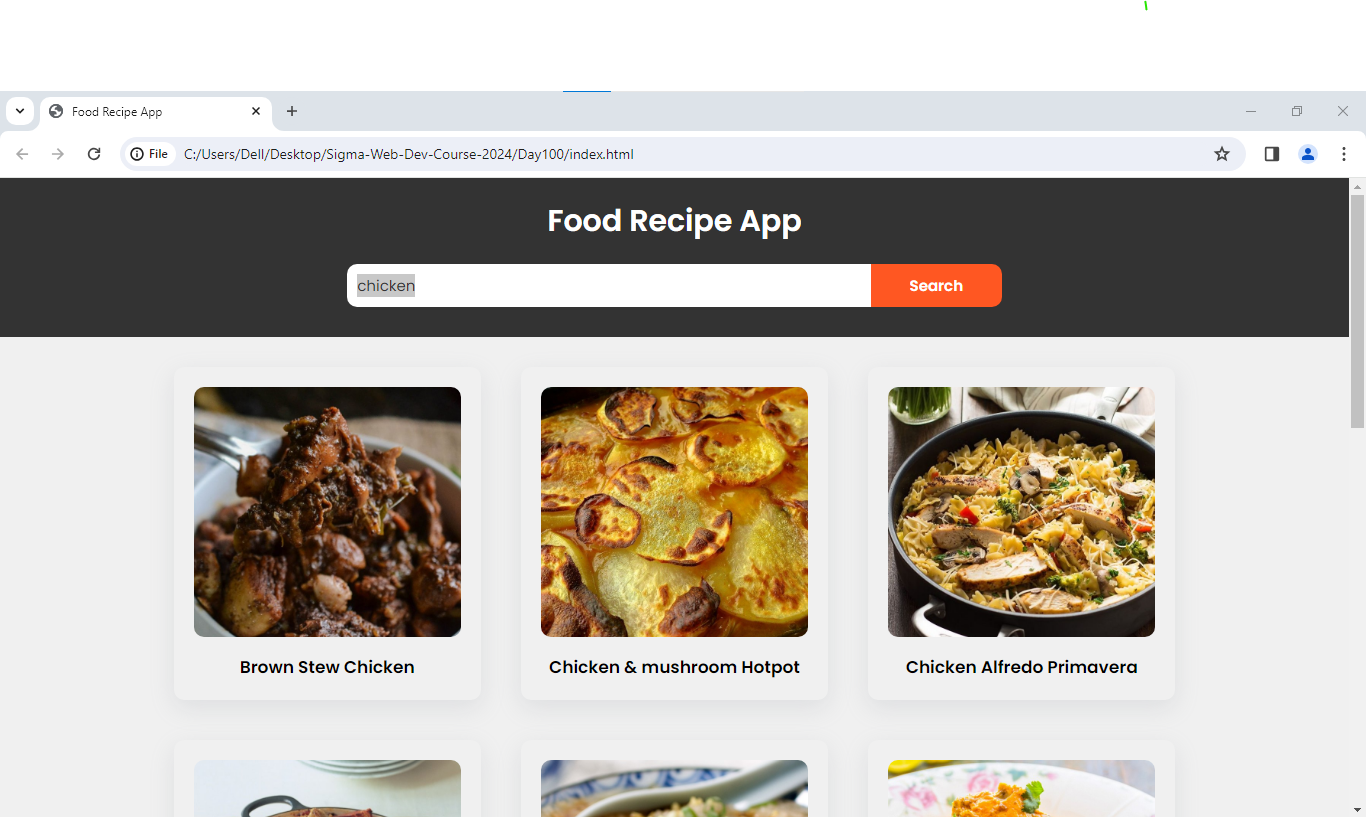 Food Recipe App
File
C:/Users/Dell/Desktop/Sigma-Web-Dev-Course-2024/Day100/index.html
Food Recipe App
chicken
Search
Brown Stew Chicken
Chicken & mushroom Hotpot
Chicken Alfredo Primavera